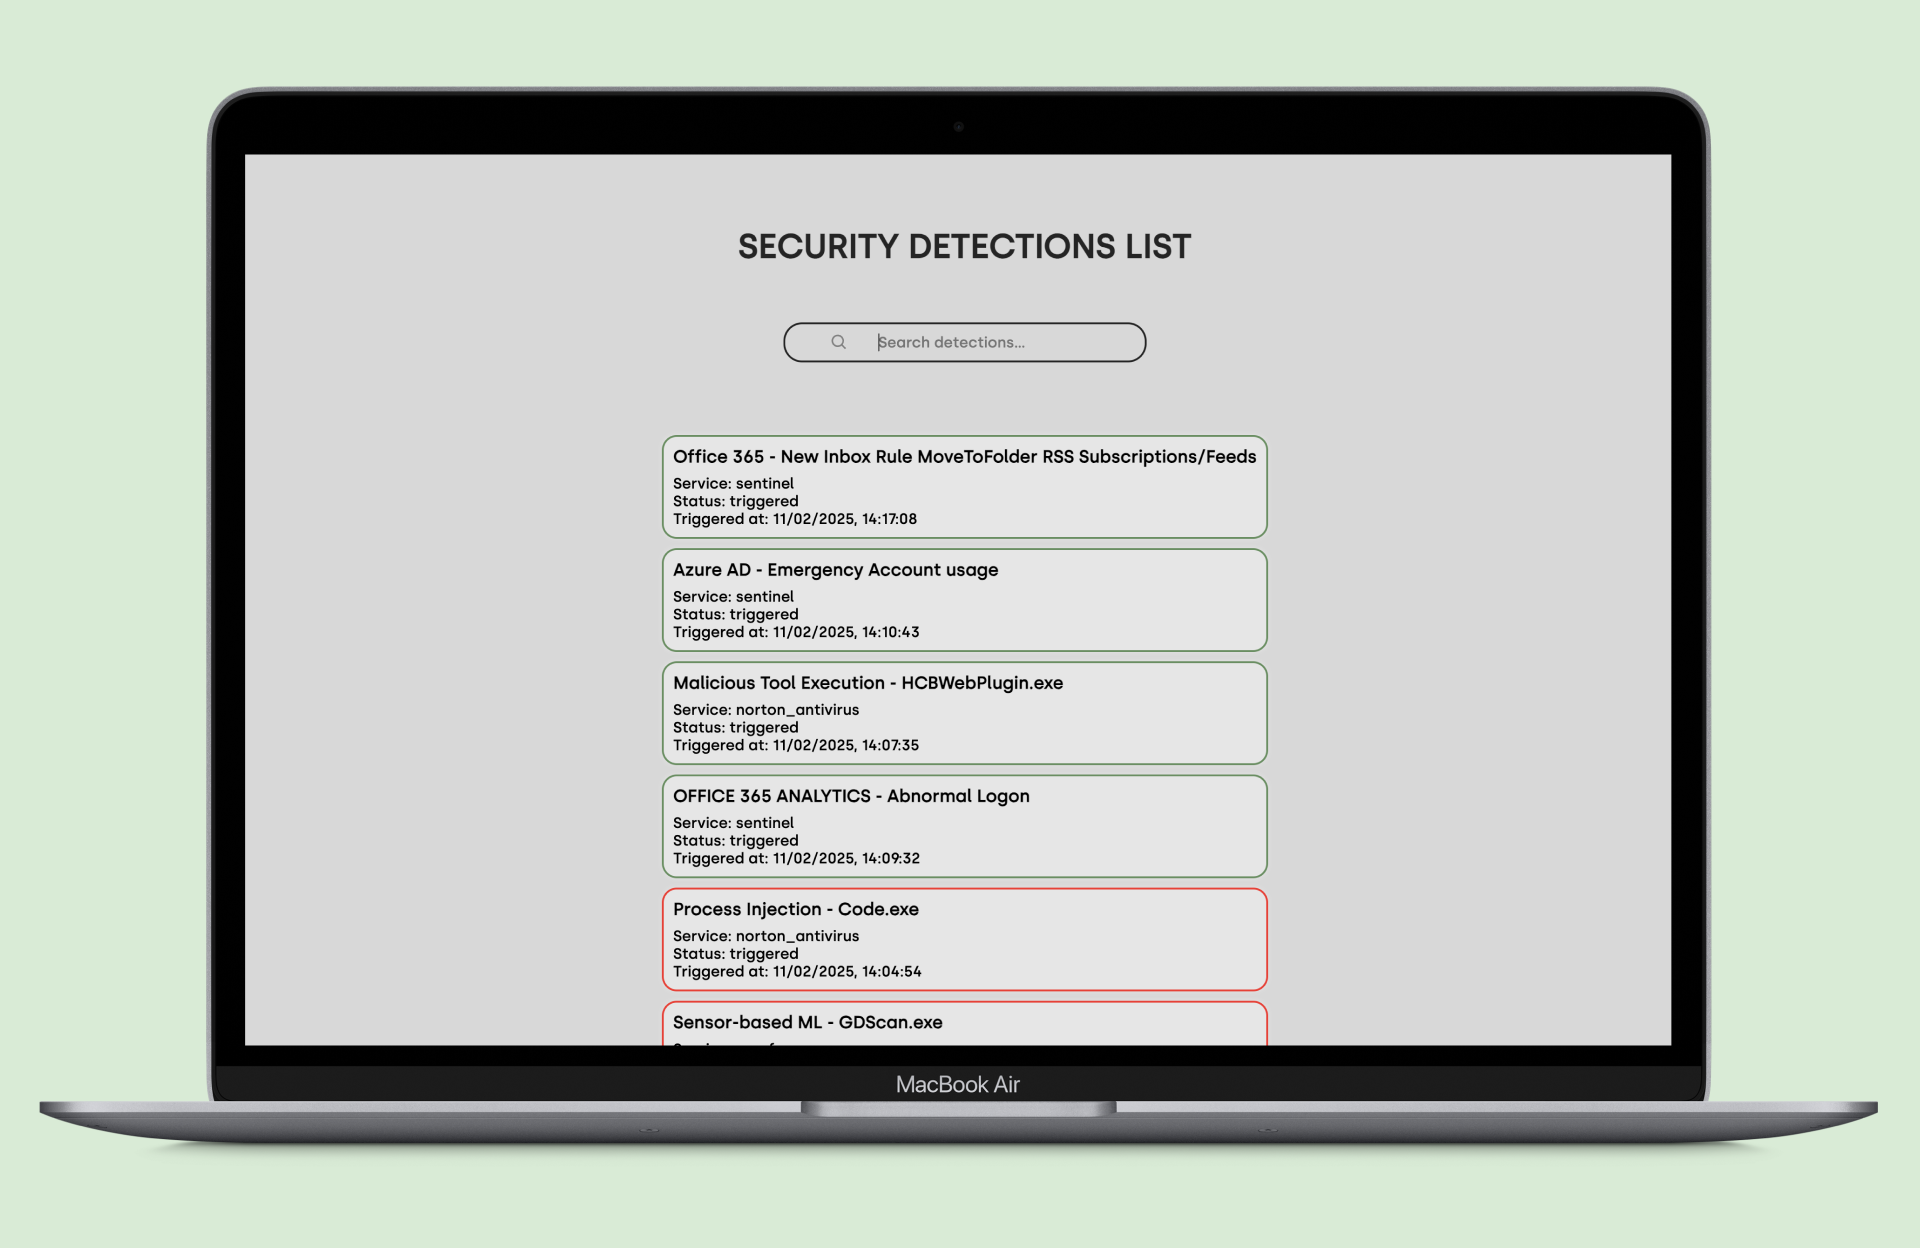 SECURITY DETECTIONS LIST
Search detections...
Office 365 - New Inbox Rule MoveToFolder RSS Subscriptions/Feeds
Service: sentinel
Status: triggered
Triggered at: 11/02/2025, 14:17:08
Azure AD - Emergency Account usage
Service: sentinel
Status: triggered
Triggered at: 11/02/2025, 14:10:43
Malicious Tool Execution - HCBWebPlugin.exe
Service: norton_antivirus
Status: triggered
Triggered at: 11/02/2025, 14:07:35
OFFICE 365 ANALYTICS - Abnormal Logon
Service: sentinel
Status: triggered
Triggered at: 11/02/2025, 14:09:32
Process Injection - Code.exe
Service: norton_antivirus
Status: triggered
Triggered at: 11/02/2025, 14:04:54
Sensor-based ML - GDScan.exe
MacBook Air